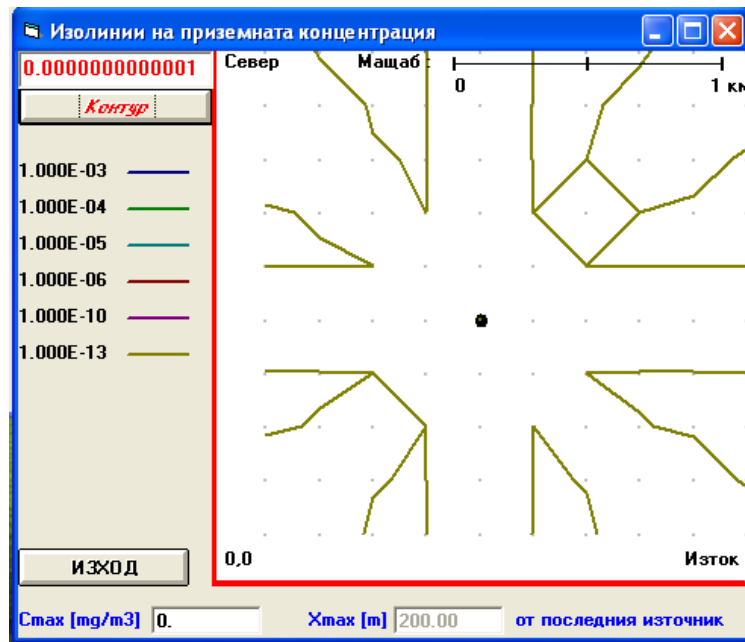 Изолинии на приземната концентрация
0.0000000000001
Север Мащаб :
0 1 км
Контур
1.000E-03
1.000E-04
1.000E-05
1.000E-06
1.000E-10
1.000E-13
0,0 Изток
ИЗХОД
Cmax [mg/m3] 0. Xmax [m] 200.00 от последния източник